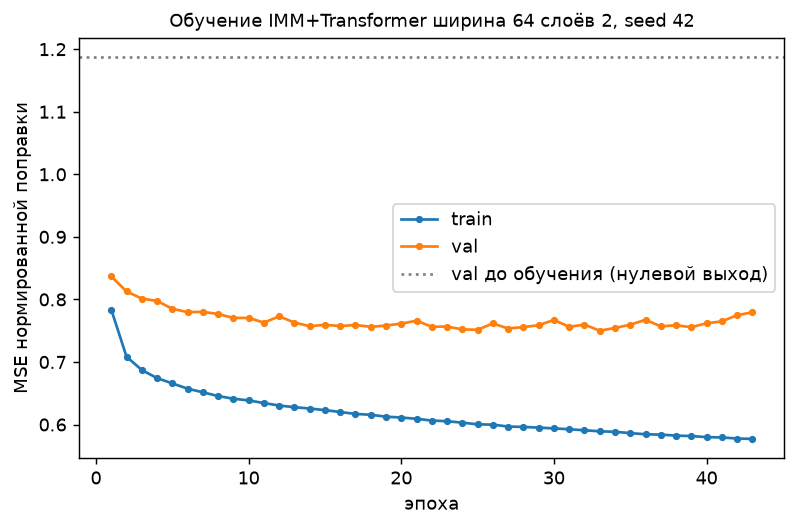 Обучение IMM+Transformer ширина 64 слоёв 2, seed 42
MSE нормированной поправки
1.2
1.1
1.0
0.9
0.8
0.7
0.6
train
val
val до обучения (нулевой выход)
0
10
20
30
40
эпоха